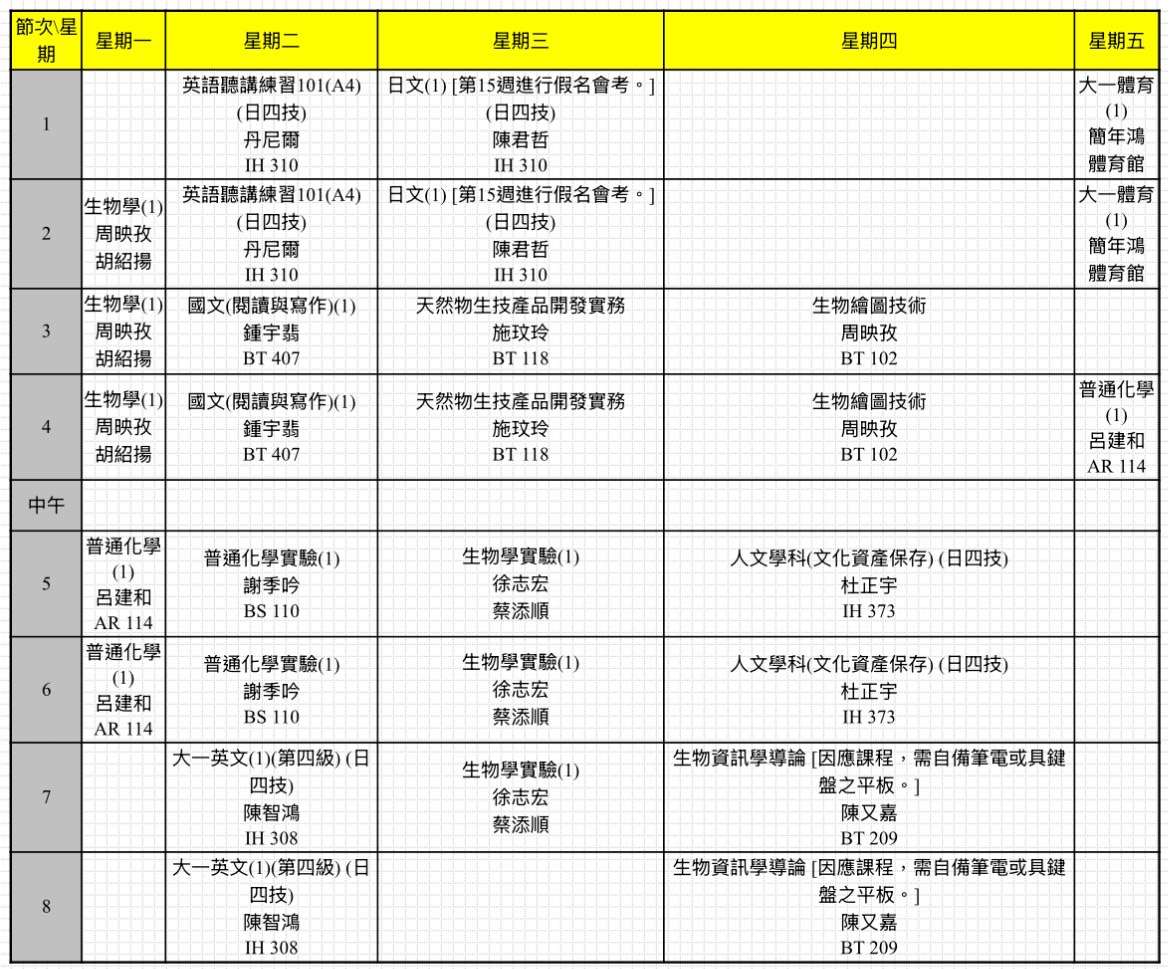 節次\星期
星期一
星期二
星期三
星期四
星期五
1
英語聽講練習101(A4)
(日四技)
丹尼爾
IH 310
日文(1) [第15週進行假名會考。]
(日四技)
陳君哲
IH 310
大一體育
(1)
簡年鴻
體育館
2
生物學(1)
周映孜
胡紹揚
英語聽講練習101(A4)
(日四技)
丹尼爾
IH 310
日文(1) [第15週進行假名會考。]
(日四技)
陳君哲
IH 310
大一體育
(1)
簡年鴻
體育館
3
生物學(1)
周映孜
胡紹揚
國文(閱讀與寫作)(1)
鍾宇翡
BT 407
天然物生技產品開發實務
施玟玲
BT 118
生物繪圖技術
周映孜
BT 102
4
生物學(1)
周映孜
胡紹揚
國文(閱讀與寫作)(1)
鍾宇翡
BT 407
天然物生技產品開發實務
施玟玲
BT 118
生物繪圖技術
周映孜
BT 102
普通化學
(1)
呂建和
AR 114
中午
5
普通化學
(1)
呂建和
AR 114
普通化學實驗(1)
謝季吟
BS 110
生物學實驗(1)
徐志宏
蔡添順
人文學科(文化資產保存) (日四技)
杜正宇
IH 373
6
普通化學
(1)
呂建和
AR 114
普通化學實驗(1)
謝季吟
BS 110
生物學實驗(1)
徐志宏
蔡添順
人文學科(文化資產保存) (日四技)
杜正宇
IH 373
7
大一英文(1)(第四級) (日
四技)
陳智鴻
IH 308
生物學實驗(1)
徐志宏
蔡添順
生物資訊學導論 [因應課程，需自備筆電或具鍵
盤之平板。]
陳又嘉
BT 209
8
大一英文(1)(第四級) (日
四技)
陳智鴻
IH 308
生物資訊學導論 [因應課程，需自備筆電或具鍵
盤之平板。]
陳又嘉
BT 209